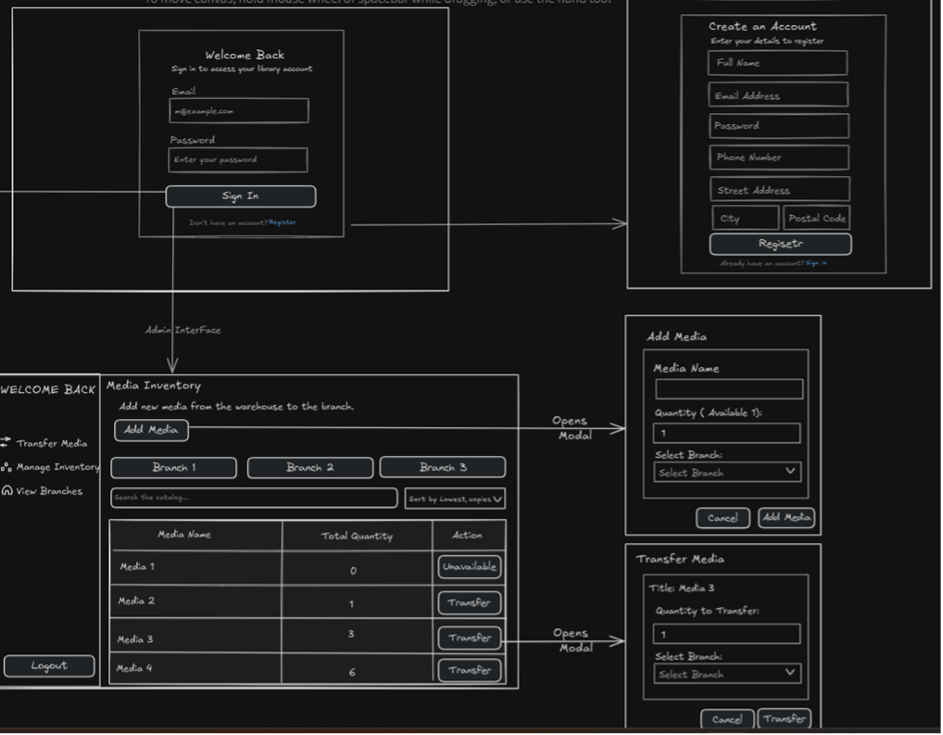 To move canvas, hold mouse wheel or spacebar while dragging, or use the hand tool
Welcome Back
Sign in to access your library account
Email
m@example.com
Password
Enter your password
Sign In
Don't have an account? Register
Create an Account
Enter your details to register
Full Name
Email Address
Password
Phone Number
Street Address
City
Postal Code
Regisetr
Already have an account? Sign in
Admin InterFace
WELCOME BACK
Transfer Media
Manage Inventory
View Branches
Logout
Media Inventory
Add new media from the warehouse to the branch.
Add Media
Branch 1
Branch 2
Branch 3
Search the catalog...
Sort by Lowest, copies
Media Name Total Quantity Action
Media 1 0 Unavailable
Media 2 1 Transfer
Media 3 3 Transfer
Media 4 6 Transfer
Opens
Modal
Add Media
Media Name
Quantity ( Available 1):
1
Select Branch:
Select Branch
Cancel
Add Media
Opens
Modal
Transfer Media
Title: Media 3
Quantity to Transfer:
1
Select Branch:
Select Branch
Cancel
Transfer